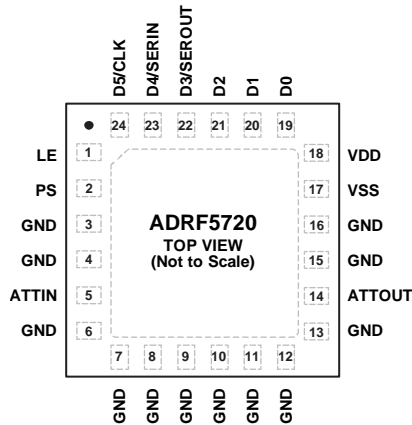 D5/CLK
D4/SERIN
D3/SEROUT
D2
D1
D0
24
23
22
21
20
19
LE
1
18
VDD
PS
2
17
VSS
GND
3
16
GND
GND
4
15
GND
ATTIN
5
14
ATTOUT
GND
6
13
GND
ADRF5720
TOP VIEW
(Not to Scale)
7
8
9
10
11
12
GND
GND
GND
GND
GND
GND